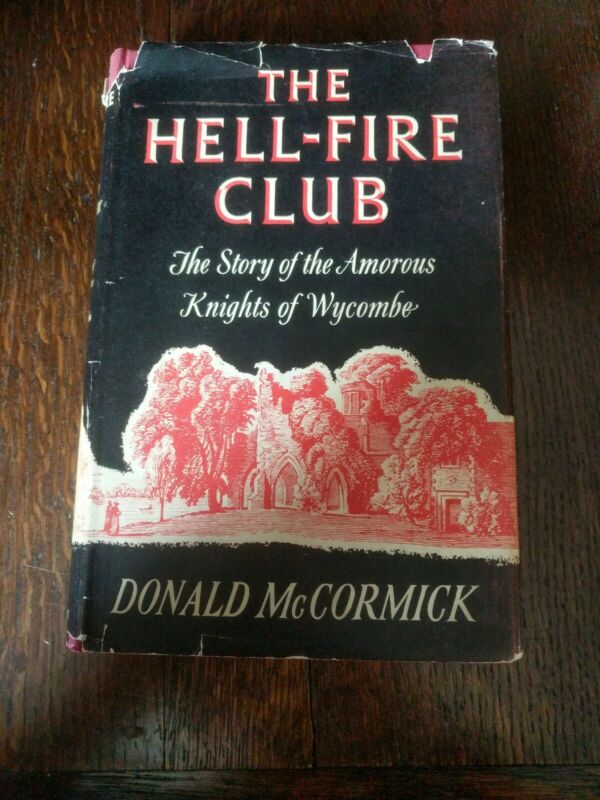 THE
HELL-FIRE
CLUB
The Story of the Amorous
Knights of Wycombe
DONALD McCORMICK